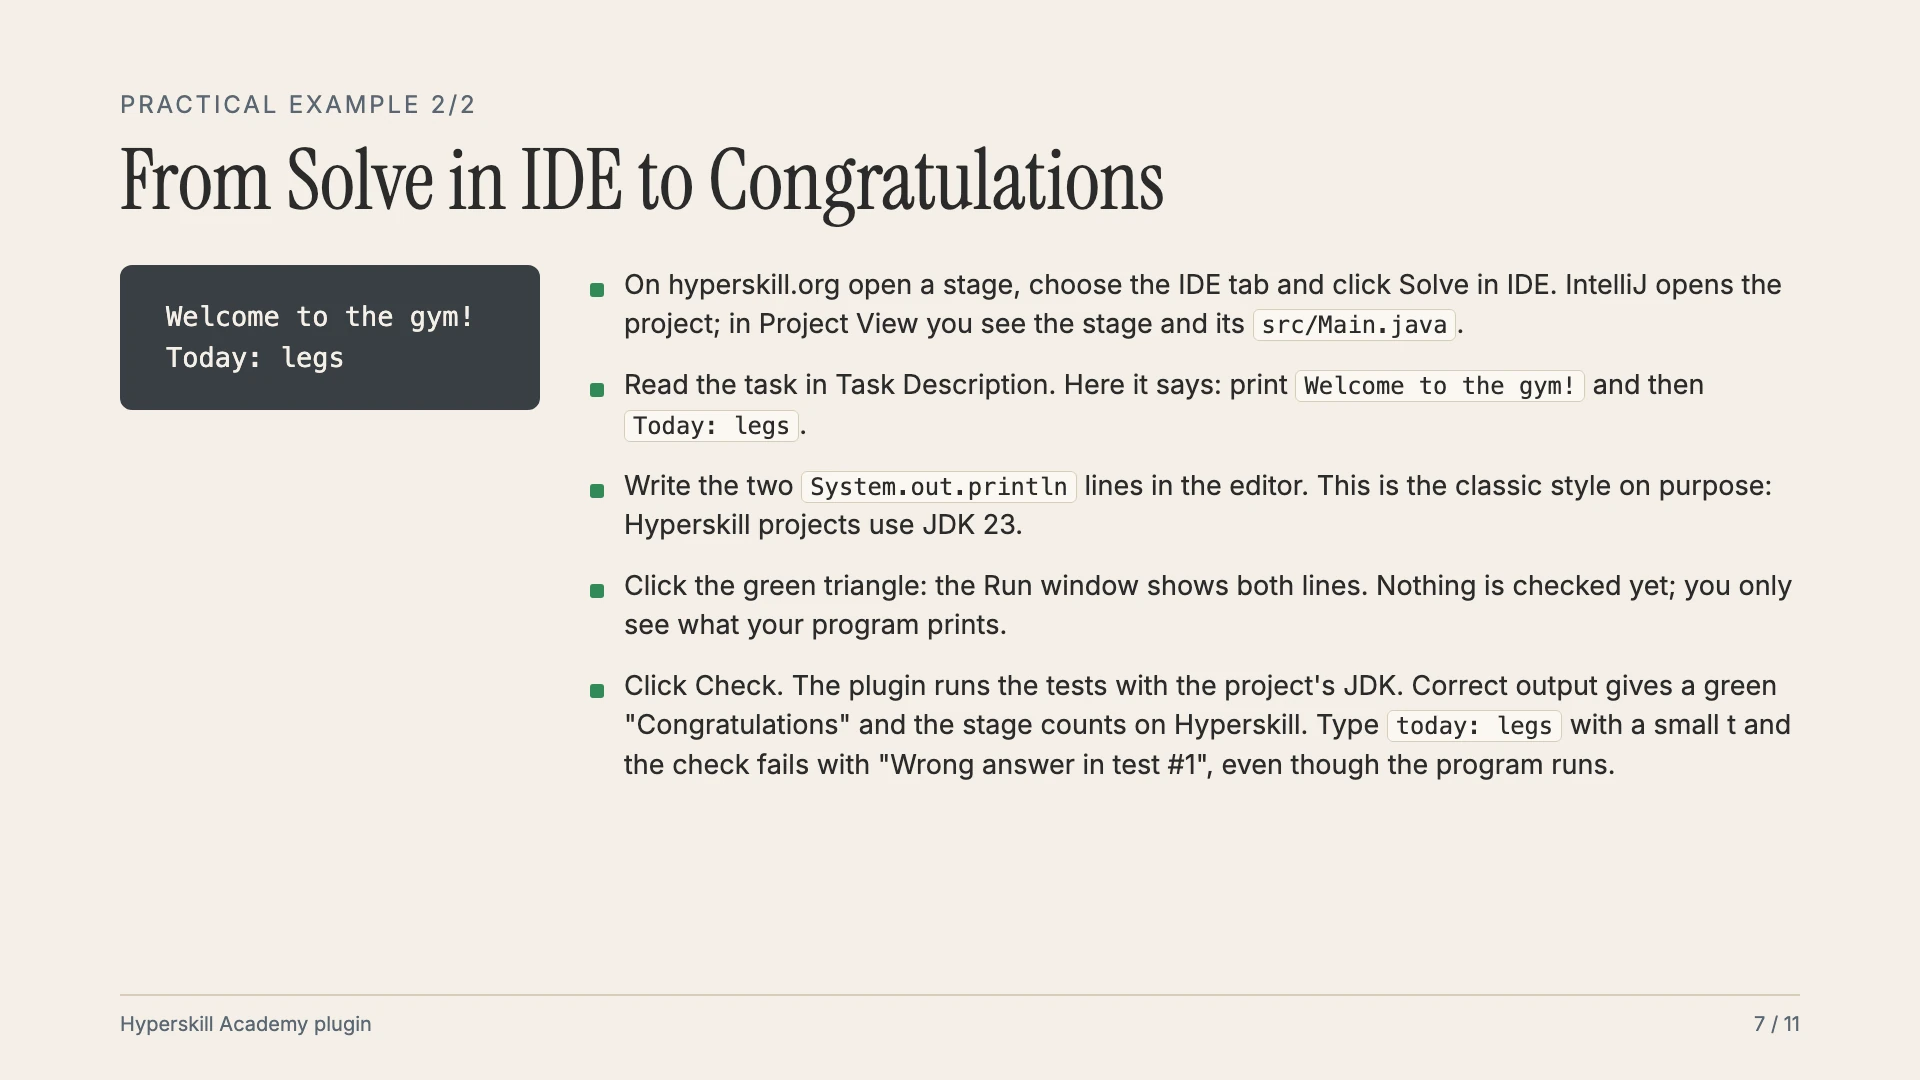 PRACTICAL EXAMPLE 2/2
From Solve in IDE to Congratulations
Welcome to the gym!
Today: legs
On hyperskill.org open a stage, choose the IDE tab and click Solve in IDE. IntelliJ opens the
project; in Project View you see the stage and its src/Main.java.
Read the task in Task Description. Here it says: print Welcome to the gym! and then
Today: legs.
Write the two System.out.println lines in the editor. This is the classic style on purpose:
Hyperskill projects use JDK 23.
Click the green triangle: the Run window shows both lines. Nothing is checked yet; you only
see what your program prints.
Click Check. The plugin runs the tests with the project's JDK. Correct output gives a green
"Congratulations" and the stage counts on Hyperskill. Type today: legs with a small t and
the check fails with "Wrong answer in test #1", even though the program runs.
Hyperskill Academy plugin
7 / 11